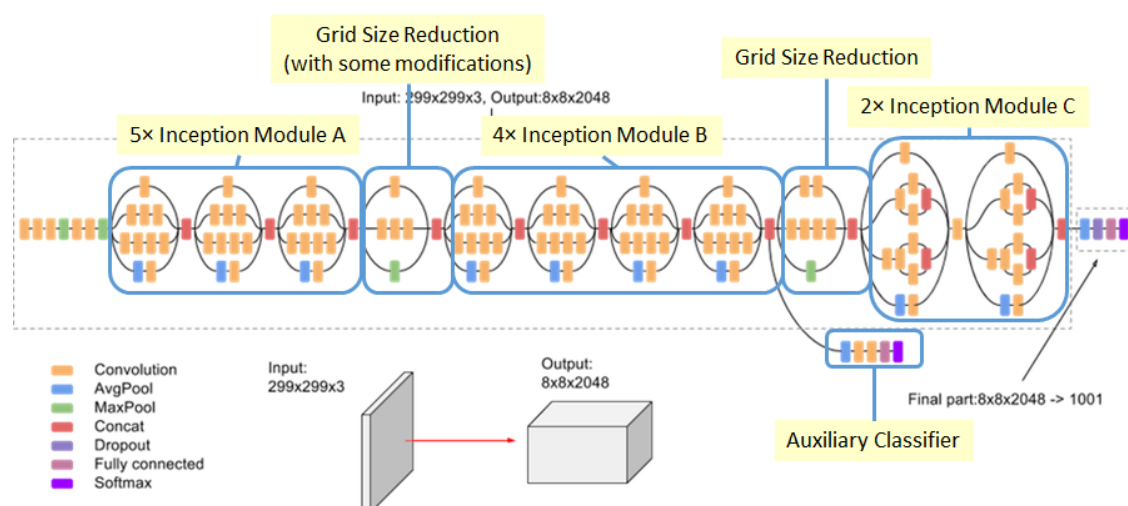 Grid Size Reduction
(with some modifications)
Grid Size Reduction
Input: 299x299x3, Output:8x8x2048
5× Inception Module A
4× Inception Module B
2× Inception Module C
Convolution
AvgPool
MaxPool
Concat
Dropout
Fully connected
Softmax
Input:
299x299x3
Output:
8x8x2048
Final part:8x8x2048 -> 1001
Auxiliary Classifier